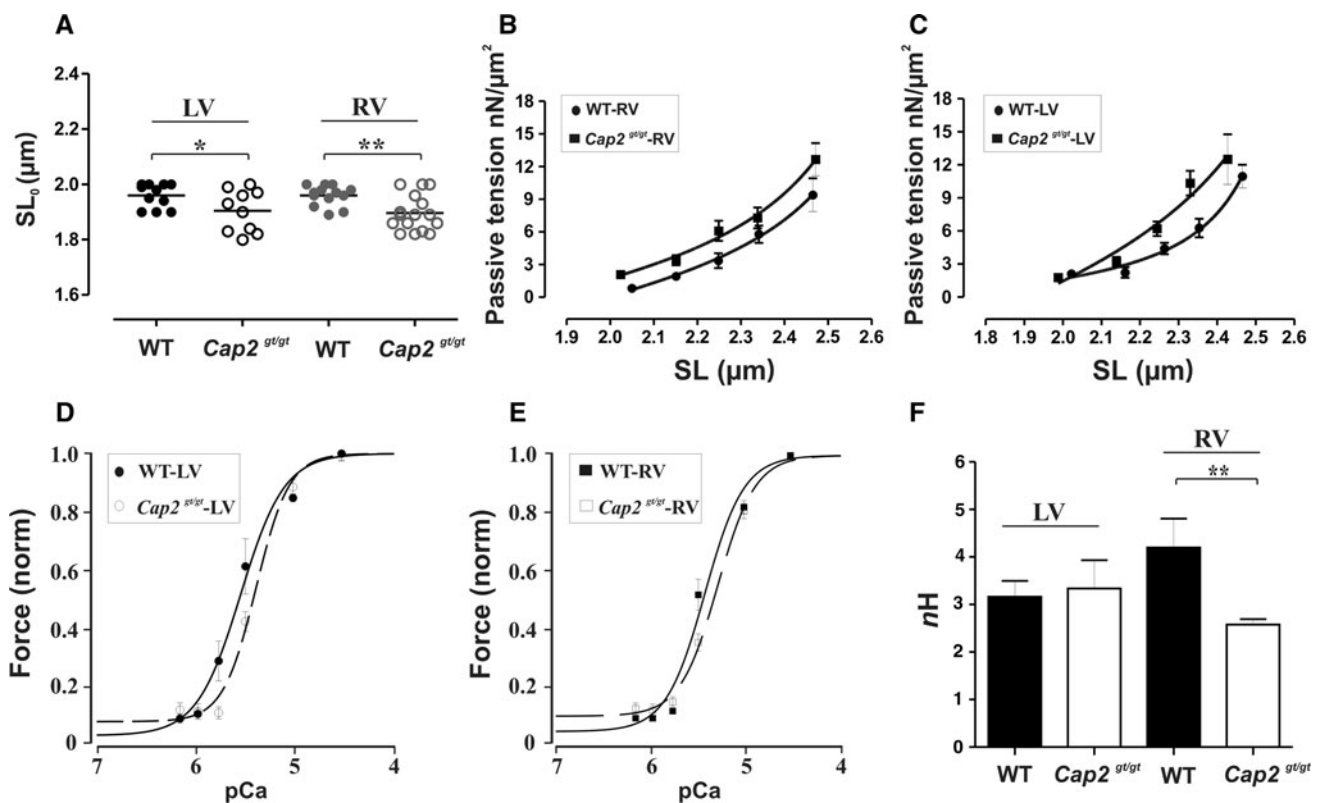 A
SL₀ (µm)
2.4
2.2
2.0
1.8
1.6
LV
RV
*
**
WT
Cap2 gt/gt
WT
Cap2 gt/gt
B
Passive tension nN/µm²
18
15
12
9
6
3
0
WT-RV
Cap2 gt/gt-RV
1.9 2.0 2.1 2.2 2.3 2.4 2.5 2.6
SL (µm)
C
Passive tension nN/µm²
18
15
12
9
6
3
0
WT-LV
Cap2 gt/gt-LV
1.8 1.9 2.0 2.1 2.2 2.3 2.4 2.5 2.6
SL (µm)
D
Force (norm)
1.0
0.8
0.6
0.4
0.2
0
WT-LV
Cap2 gt/gt-LV
7 6 5 4
pCa
E
Force (norm)
1.0
0.8
0.6
0.4
0.2
0
WT-RV
Cap2 gt/gt-RV
7 6 5 4
pCa
F
nH
6
5
4
3
2
1
0
LV
RV
**
WT
Cap2 gt/gt
WT
Cap2 gt/gt